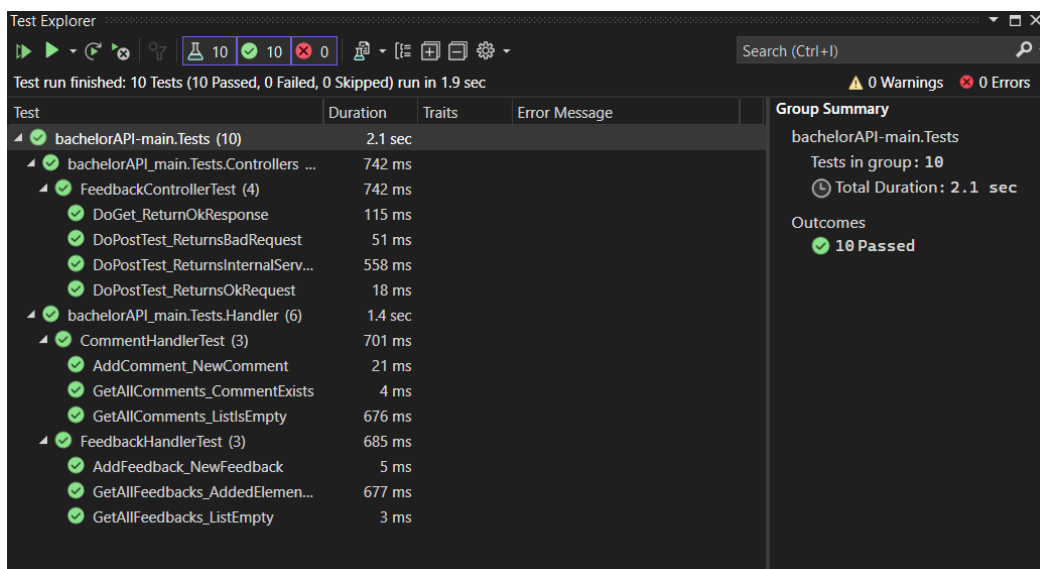 Test Explorer
10 10 0
Search (Ctrl+I)
Test run finished: 10 Tests (10 Passed, 0 Failed, 0 Skipped) run in 1.9 sec
0 Warnings 0 Errors
Test Duration Traits Error Message
bachelorAPI-main.Tests (10) 2.1 sec
bachelorAPI_main.Tests.Controllers ... 742 ms
FeedbackControllerTest (4) 742 ms
DoGet_ReturnOkResponse 115 ms
DoPostTest_ReturnsBadRequest 51 ms
DoPostTest_ReturnsInternalServ... 558 ms
DoPostTest_ReturnsOkRequest 18 ms
bachelorAPI_main.Tests.Handler (6) 1.4 sec
CommentHandlerTest (3) 701 ms
AddComment_NewComment 21 ms
GetAllComments_CommentExists 4 ms
GetAllComments_ListIsEmpty 676 ms
FeedbackHandlerTest (3) 685 ms
AddFeedback_NewFeedback 5 ms
GetAllFeedbacks_AddedElemen... 677 ms
GetAllFeedbacks_ListEmpty 3 ms
Group Summary
bachelorAPI-main.Tests
Tests in group: 10
Total Duration: 2.1 sec
Outcomes
10 Passed